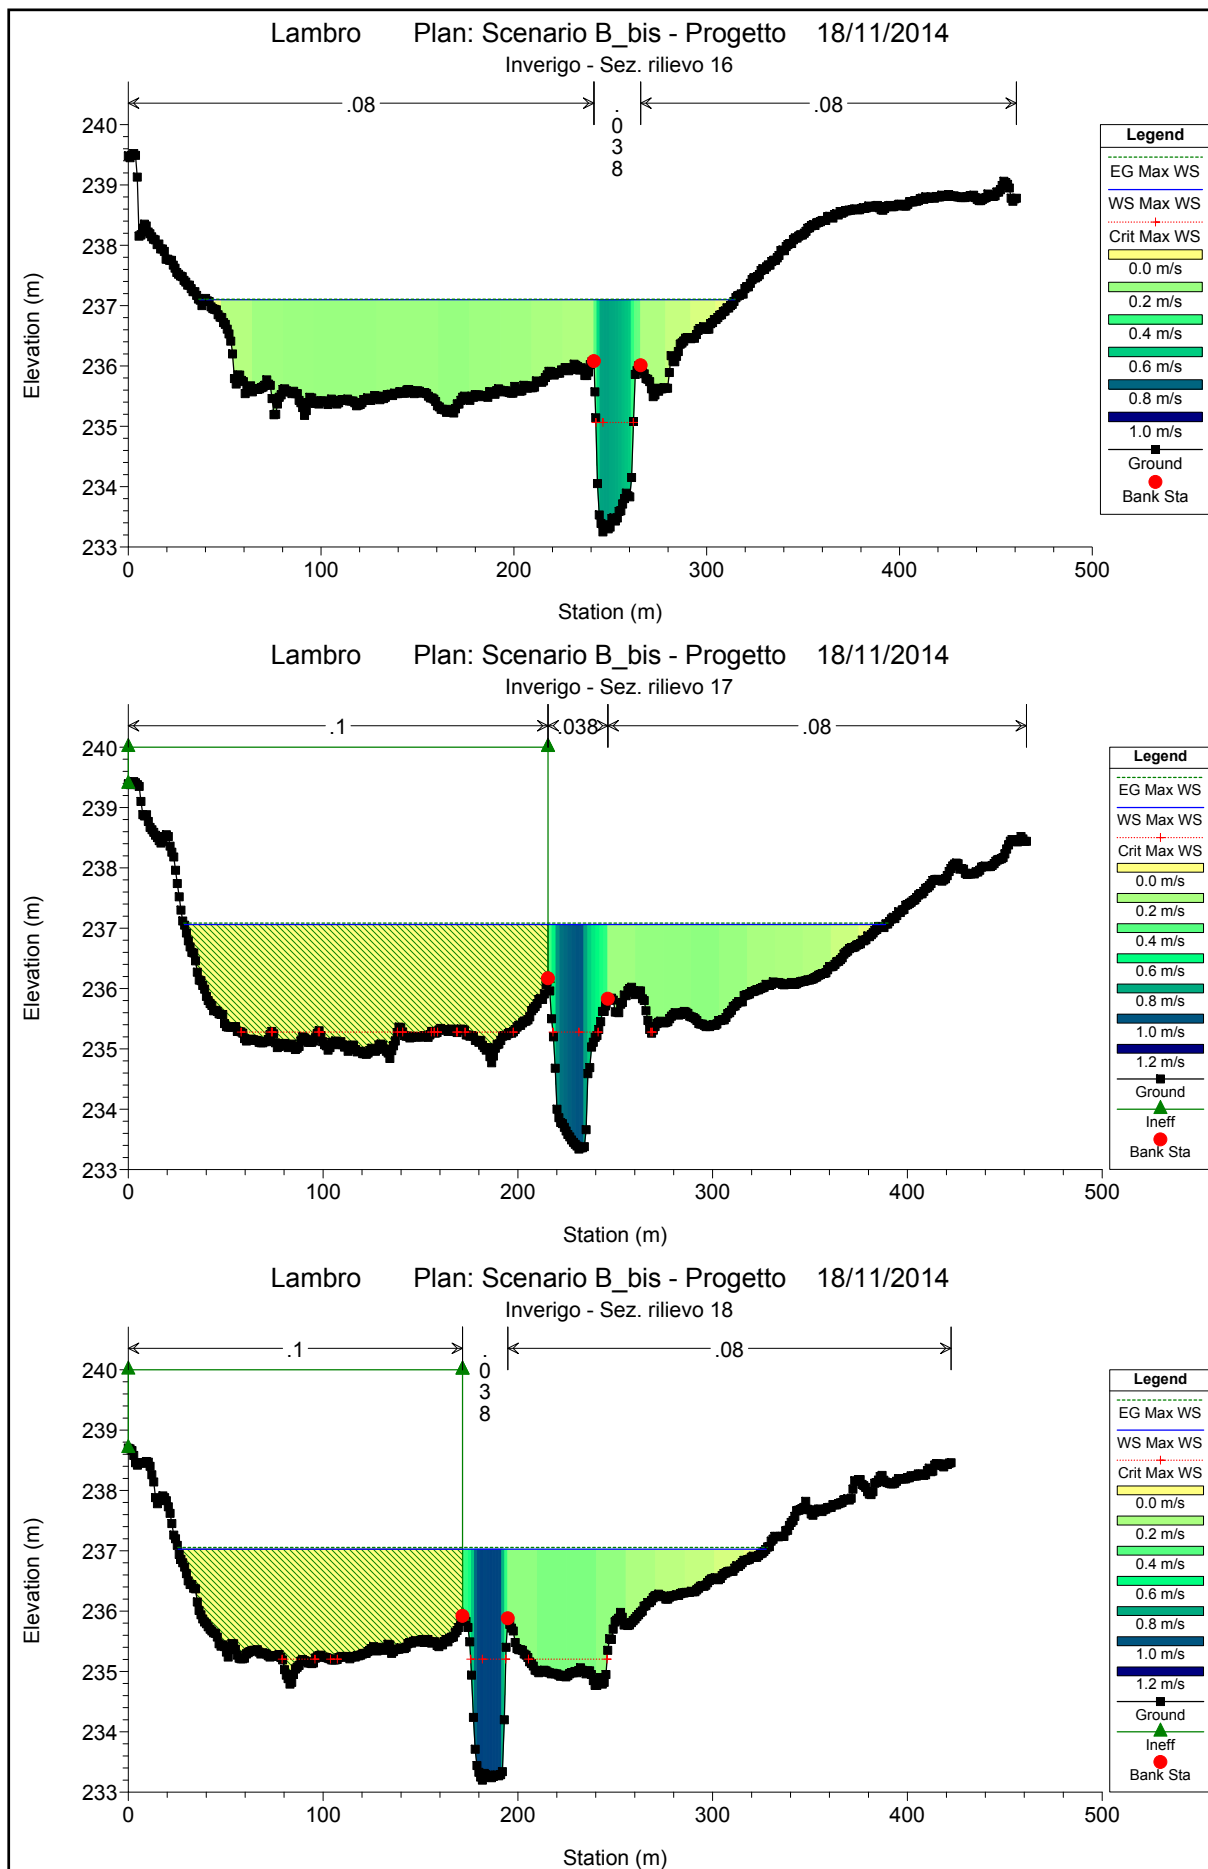 Lambro Plan: Scenario B_bis - Progetto 18/11/2014
Inverigo - Sez. rilievo 16
.08
.038
.08
240
239
238
237
236
235
234
233
Elevation (m)
0
100
200
300
400
500
Station (m)
Legend
EG Max WS
WS Max WS
Crit Max WS
0.0 m/s
0.2 m/s
0.4 m/s
0.6 m/s
0.8 m/s
1.0 m/s
Ground
Bank Sta
Lambro Plan: Scenario B_bis - Progetto 18/11/2014
Inverigo - Sez. rilievo 17
.1
.038
.08
240
239
238
237
236
235
234
233
Elevation (m)
0
100
200
300
400
500
Station (m)
Legend
EG Max WS
WS Max WS
Crit Max WS
0.0 m/s
0.2 m/s
0.4 m/s
0.6 m/s
0.8 m/s
1.0 m/s
1.2 m/s
Ground
Ineff
Bank Sta
Lambro Plan: Scenario B_bis - Progetto 18/11/2014
Inverigo - Sez. rilievo 18
.1
.038
.08
240
239
238
237
236
235
234
233
Elevation (m)
0
100
200
300
400
500
Station (m)
Legend
EG Max WS
WS Max WS
Crit Max WS
0.0 m/s
0.2 m/s
0.4 m/s
0.6 m/s
0.8 m/s
1.0 m/s
1.2 m/s
Ground
Ineff
Bank Sta